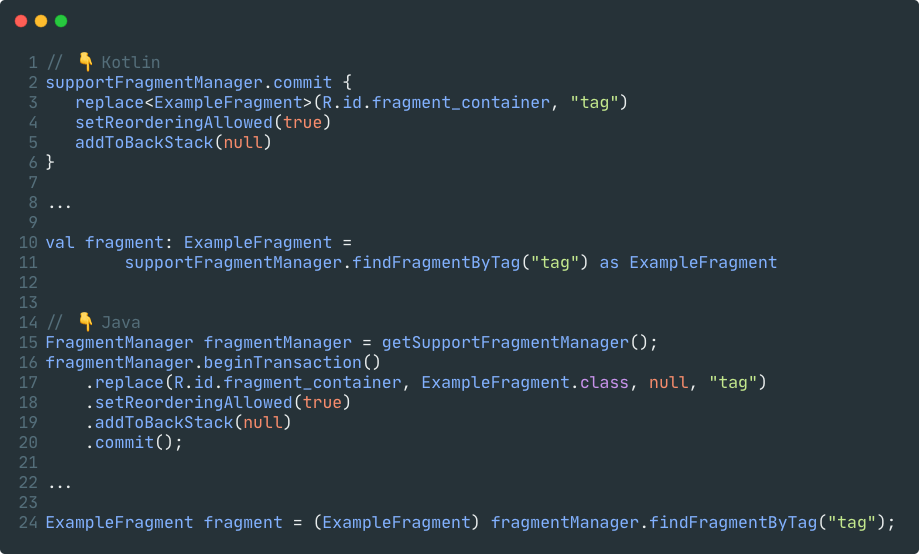 1 // 👇 Kotlin
2 supportFragmentManager.commit {
3    replace<ExampleFragment>(R.id.fragment_container, "tag")
4    setReorderingAllowed(true)
5    addToBackStack(null)
6 }
7
8 ...
9
10 val fragment: ExampleFragment =
11         supportFragmentManager.findFragmentByTag("tag") as ExampleFragment
12
13
14 // 👇 Java
15 FragmentManager fragmentManager = getSupportFragmentManager();
16 fragmentManager.beginTransaction()
17     .replace(R.id.fragment_container, ExampleFragment.class, null, "tag")
18     .setReorderingAllowed(true)
19     .addToBackStack(null)
20     .commit();
21
22 ...
23
24 ExampleFragment fragment = (ExampleFragment) fragmentManager.findFragmentByTag("tag");